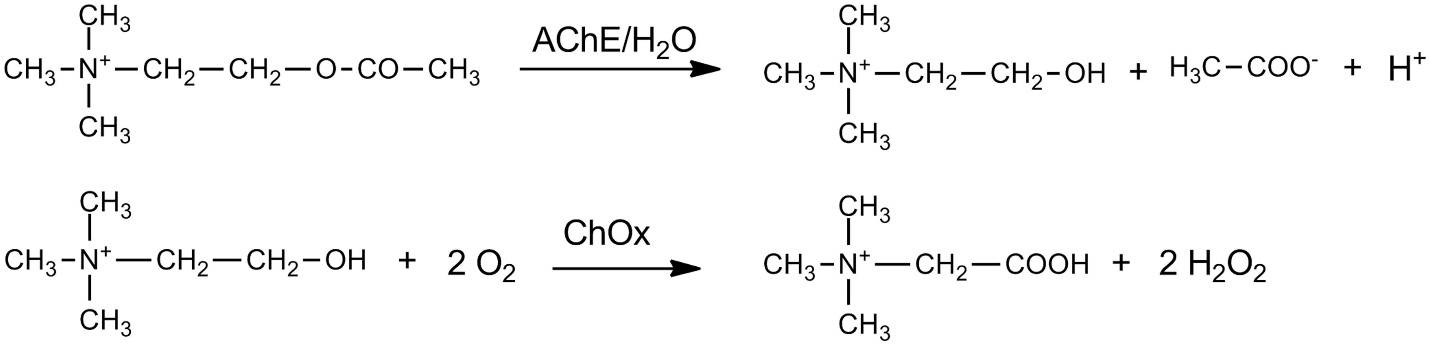 CH₃ CH₃
CH₃–N⁺–CH₂–CH₂–O–CO–CH₃ AChE/H₂O CH₃–N⁺–CH₂–CH₂–OH + H₃C–COO⁻ + H⁺
CH₃ CH₃
CH₃ CH₃
CH₃–N⁺–CH₂–CH₂–OH + 2 O₂ ChOx CH₃–N⁺–CH₂–COOH + 2 H₂O₂
CH₃ CH₃